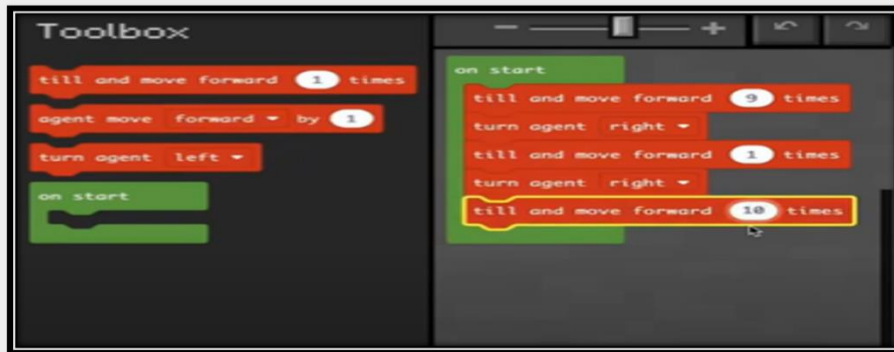 Toolbox
till and move forward 1 times
agent move forward by 1
turn agent left
on start
on start
till and move forward 9 times
turn agent right
till and move forward 1 times
turn agent right
till and move forward 10 times